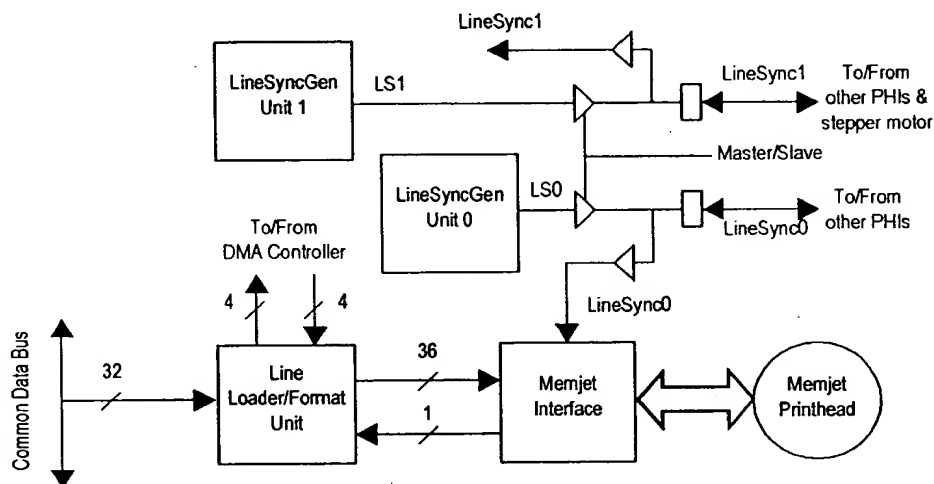 LineSync1
LineSyncGen
Unit 1
LS1
LineSync1
To/From
other PHIs &
stepper motor
Master/Slave
LineSyncGen
Unit 0
LS0
To/From
other PHIs
LineSync0
To/From
DMA Controller
4
4
LineSync0
Common Data Bus
32
Line
Loader/Format
Unit
36
1
Memjet
Interface
Memjet
Printhead